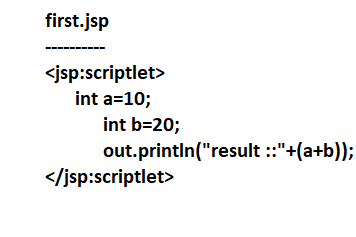 first.jsp
----------
<jsp:scriptlet>
int a=10;
int b=20;
out.println("result ::"+(a+b));
</jsp:scriptlet>